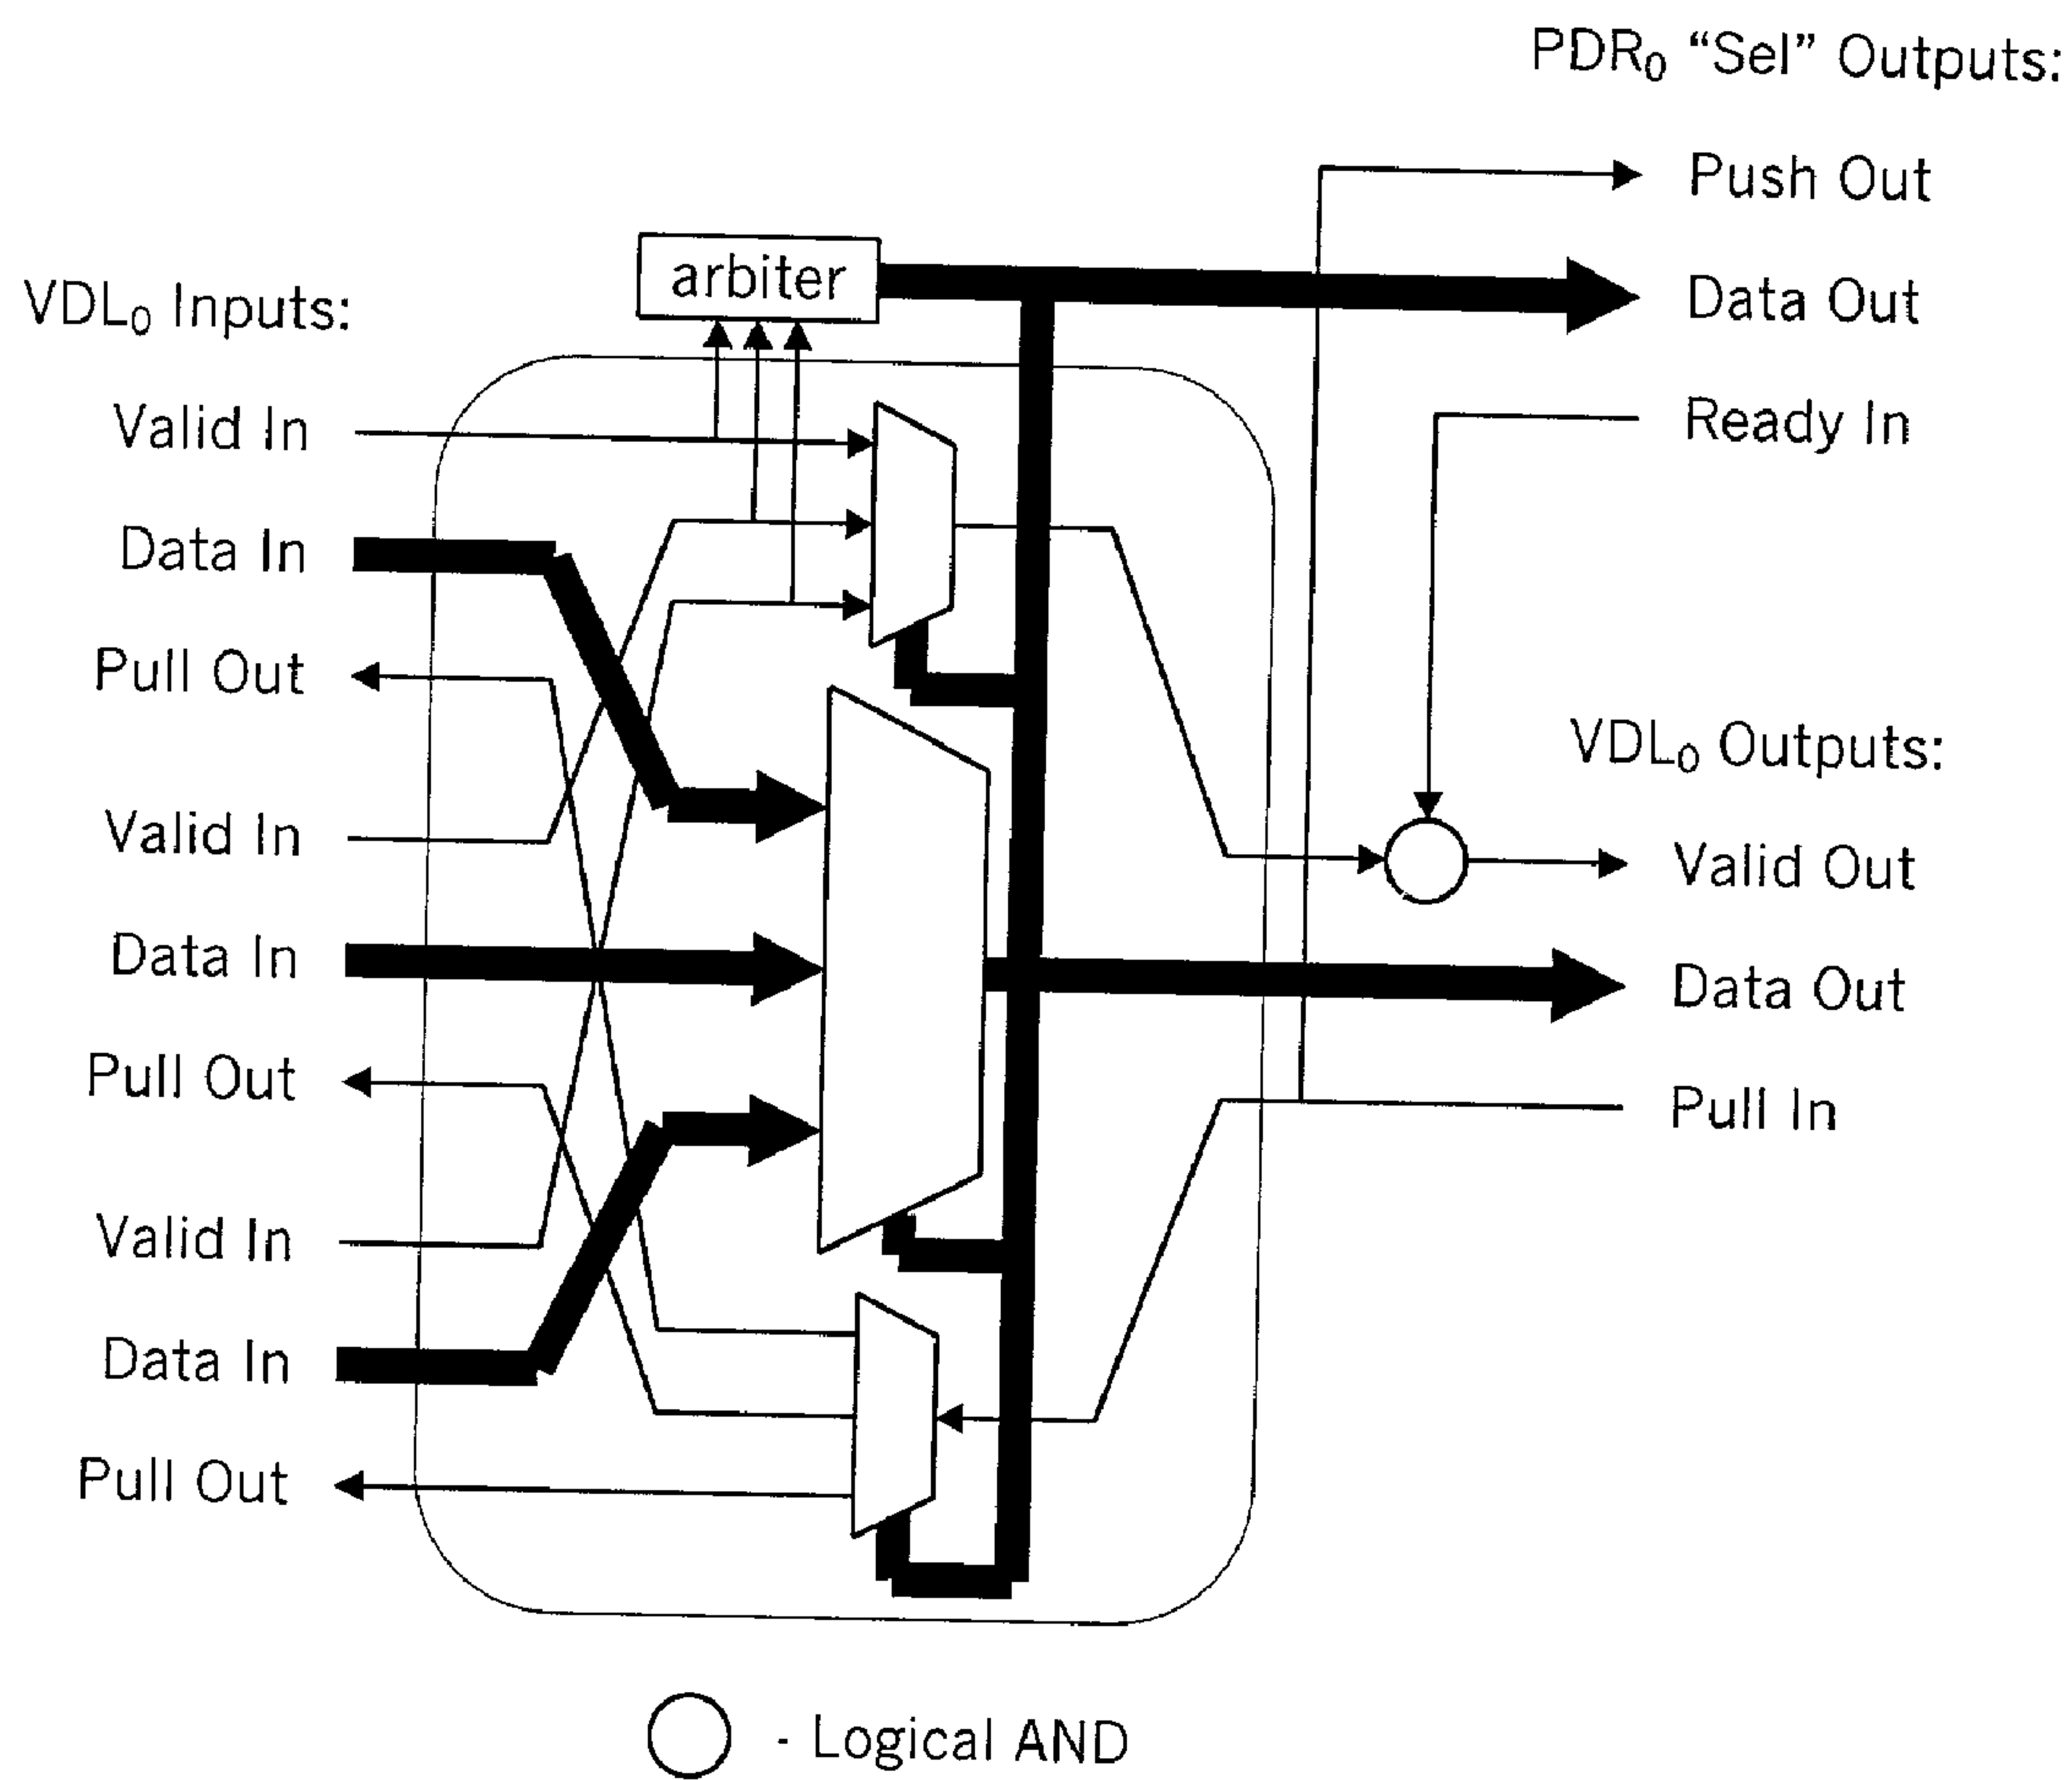 PDR₀ “Sel” Outputs:
Push Out
arbiter
Data Out
VDL₀ Inputs:
Valid In
Ready In
Data In
Pull Out
VDL₀ Outputs:
Valid In
Valid Out
Data In
Data Out
Pull Out
Pull In
Valid In
Data In
Pull Out
- Logical AND